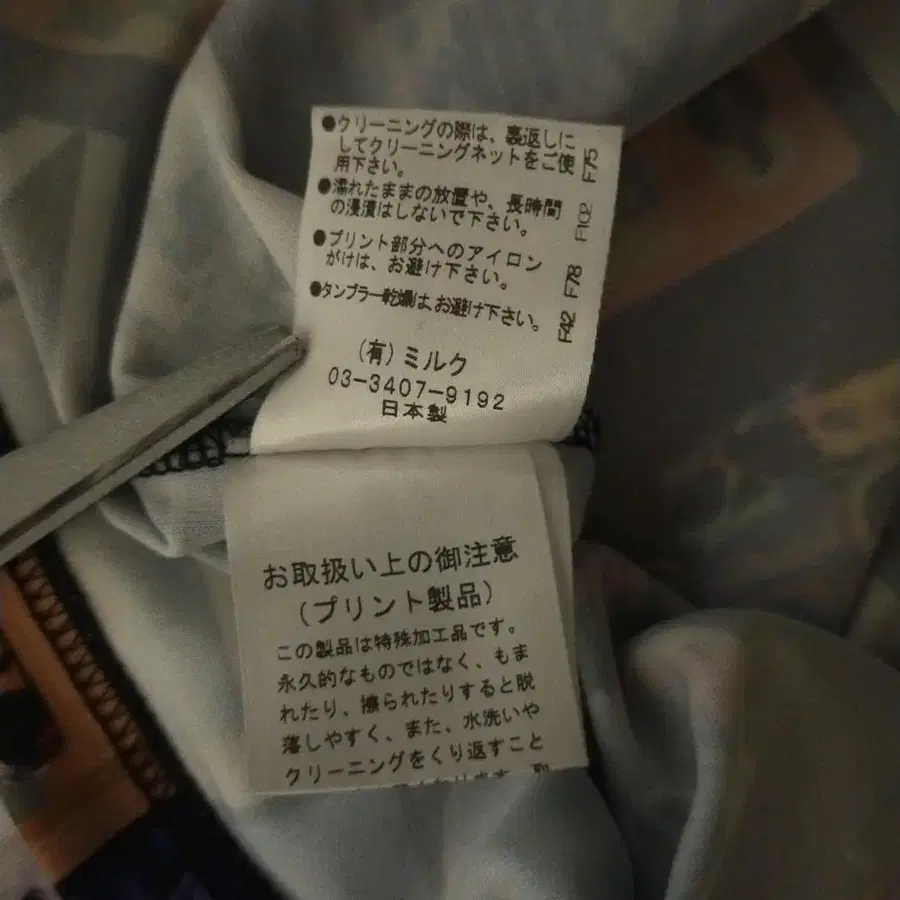 ●クリーニングの際は、裏返しに
してクリーニングネットをご使
用下さい。
●濡れたままの放置や、長時間
の浸漬はしないで下さい。
●プリント部分へのアイロン
がけは、お避け下さい。
●タンブラー乾燥は、お避け下さい。
F42 F78 F102 F75
(有)ミルク
03-3407-9192
日本製
お取扱い上の御注意
(プリント製品)
この製品は特殊加工品です。
永久的なものではなく、もま
れたり、擦られたりすると脱
落しやすく、また、水洗いや
クリーニングをくり返すこと